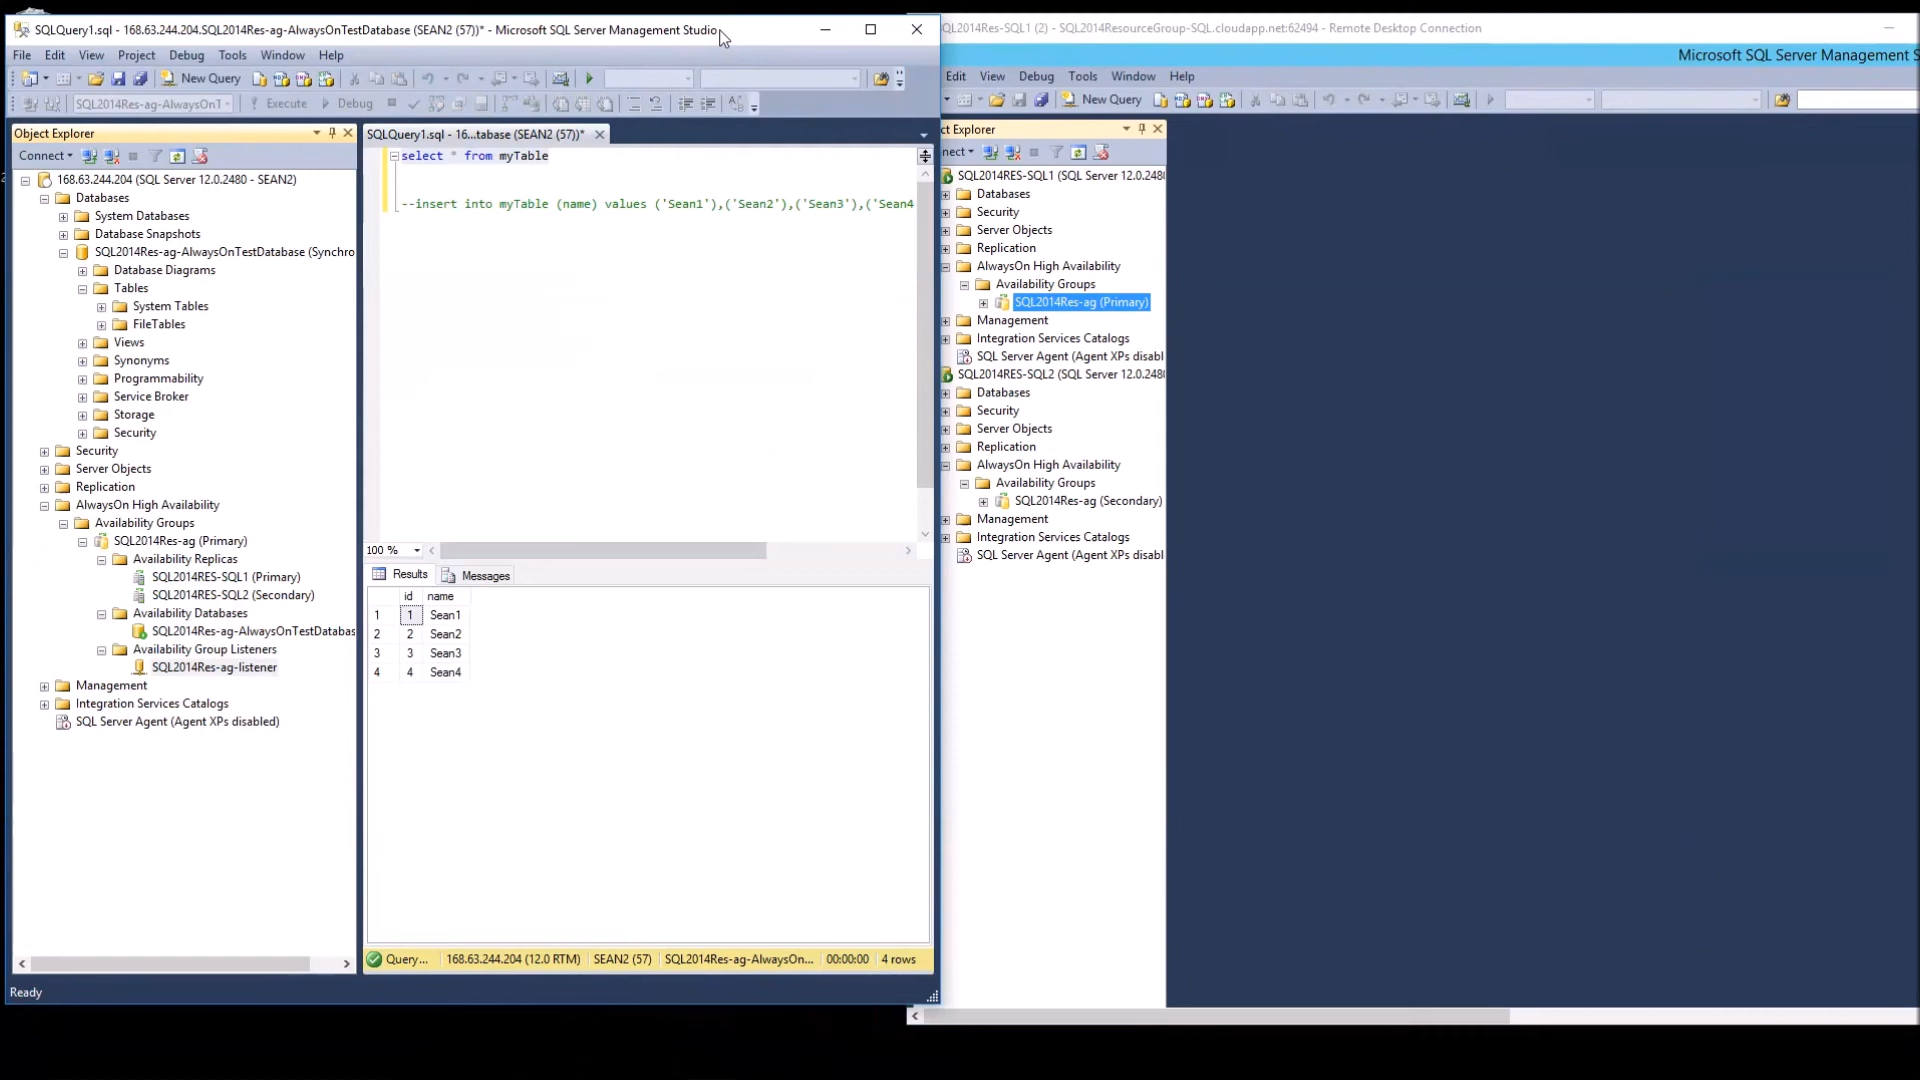 SQLQuery1.sql - 168.63.244.204.SQL2014Res-ag-AlwaysOnTestDatabase (SEAN2 (57))* - Microsoft SQL Server Management Studio
File Edit View Project Debug Tools Window Help
New Query
SQL2014Res-ag-AlwaysOnT
Execute Debug
Object Explorer
Connect
168.63.244.204 (SQL Server 12.0.2480 - SEAN2)
Databases
System Databases
Database Snapshots
SQL2014Res-ag-AlwaysOnTestDatabase (Synchro
Database Diagrams
Tables
System Tables
FileTables
Views
Synonyms
Programmability
Service Broker
Storage
Security
Security
Server Objects
Replication
AlwaysOn High Availability
Availability Groups
SQL2014Res-ag (Primary)
Availability Replicas
SQL2014RES-SQL1 (Primary)
SQL2014RES-SQL2 (Secondary)
Availability Databases
SQL2014Res-ag-AlwaysOnTestDatabas
Availability Group Listeners
SQL2014Res-ag-listener
Management
Integration Services Catalogs
SQL Server Agent (Agent XPs disabled)
Ready
SQLQuery1.sql - 16...tabase (SEAN2 (57))*
select * from myTable
--insert into myTable (name) values ('Sean1'),('Sean2'),('Sean3'),('Sean4
100 %
Results Messages
id name
1 1 Sean1
2 2 Sean2
3 3 Sean3
4 4 Sean4
Query... 168.63.244.204 (12.0 RTM) SEAN2 (57) SQL2014Res-ag-AlwaysOn... 00:00:00 4 rows
QL2014Res-SQL1 (2) - SQL2014ResourceGroup-SQL.cloudapp.net:62494 - Remote Desktop Connection
Microsoft SQL Server Management S
Edit View Debug Tools Window Help
New Query
ct Explorer
nect
SQL2014RES-SQL1 (SQL Server 12.0.2480
Databases
Security
Server Objects
Replication
AlwaysOn High Availability
Availability Groups
SQL2014Res-ag (Primary)
Management
Integration Services Catalogs
SQL Server Agent (Agent XPs disabl
SQL2014RES-SQL2 (SQL Server 12.0.2480
Databases
Security
Server Objects
Replication
AlwaysOn High Availability
Availability Groups
SQL2014Res-ag (Secondary)
Management
Integration Services Catalogs
SQL Server Agent (Agent XPs disabl